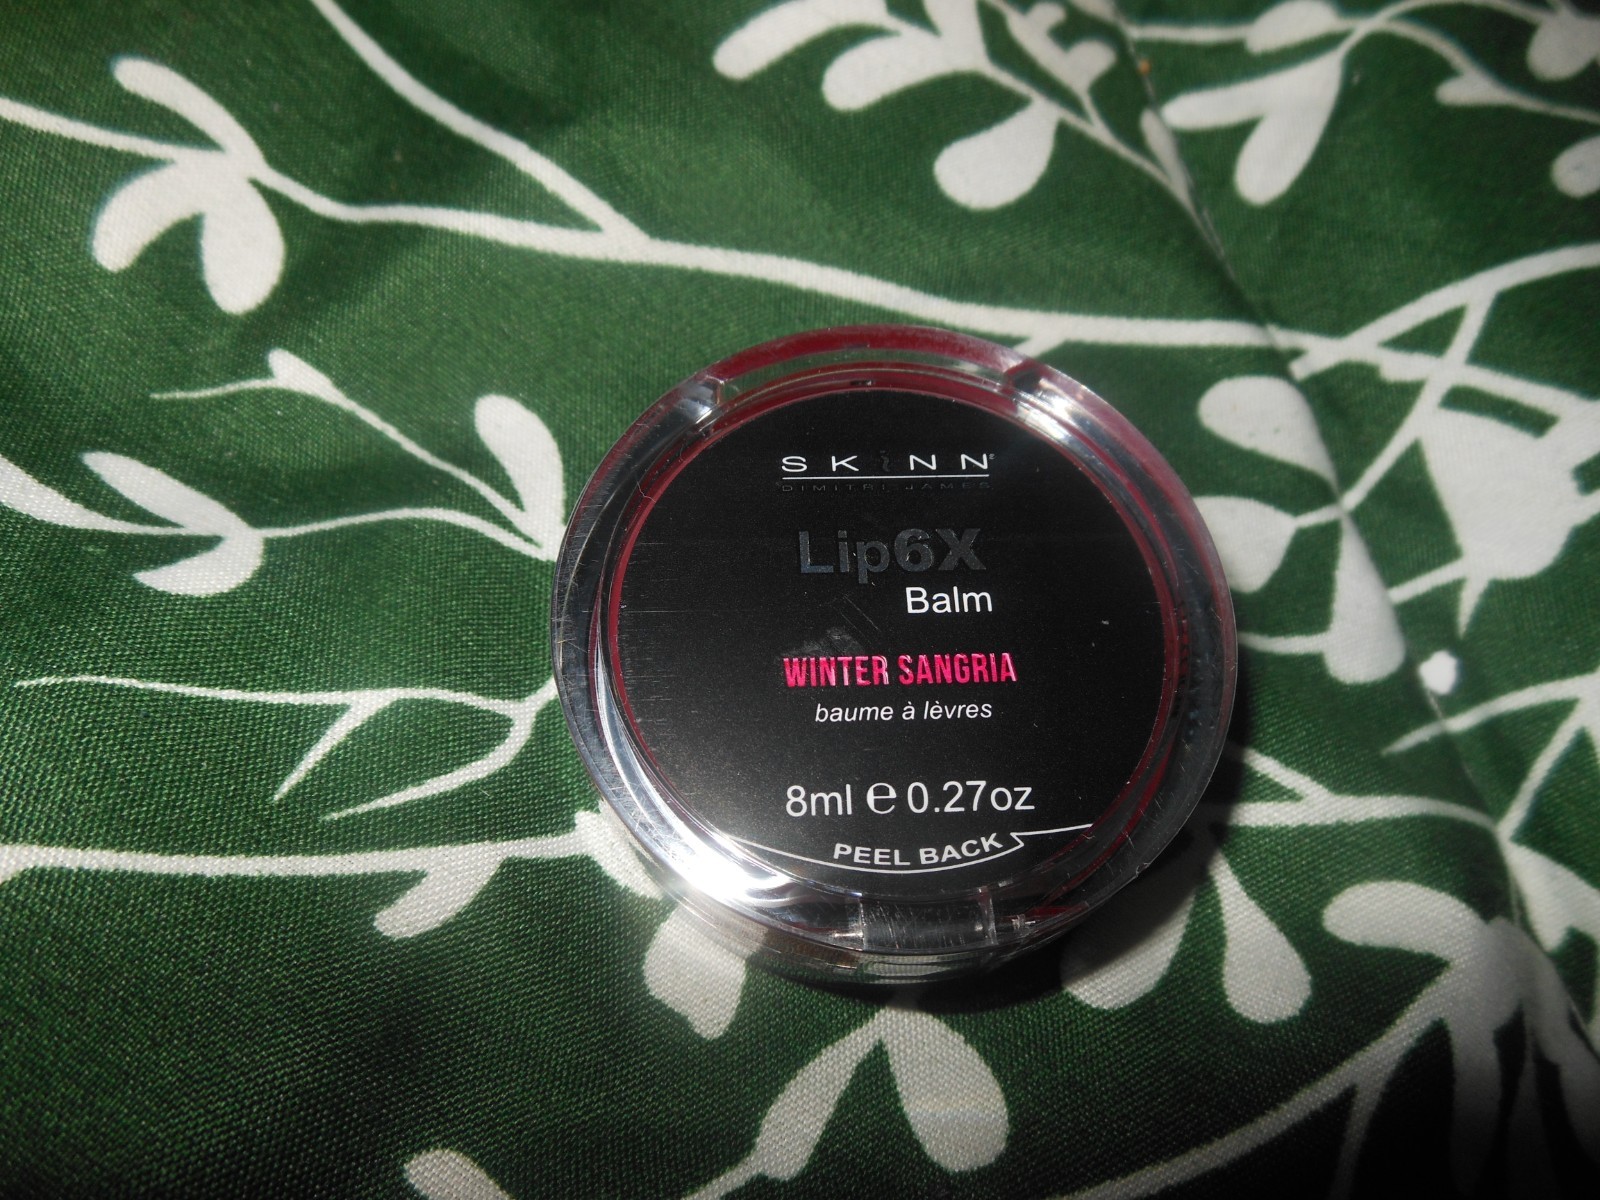 SKINN
DIMITRI JAMES
Lip6X
Balm
WINTER SANGRIA
baume à lèvres
8ml ℮ 0.27oz
PEEL BACK